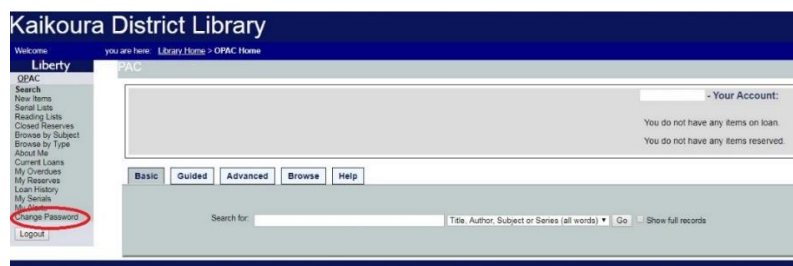 Kaikoura District Library
Welcome you are here: Library Home > OPAC Home
Liberty
PAC
OPAC
Search
New Items
Serial Lists
Reading Lists
Closed Reserves
Browse by Subject
Browse by Type
About Me
Current Loans
My Overdues
My Reserves
Loan History
My Serials
My Alerts
Change Password
Logout
- Your Account:
You do not have any items on loan.
You do not have any items reserved.
Basic Guided Advanced Browse Help
Search for: Title, Author, Subject or Series (all words) Go Show full records